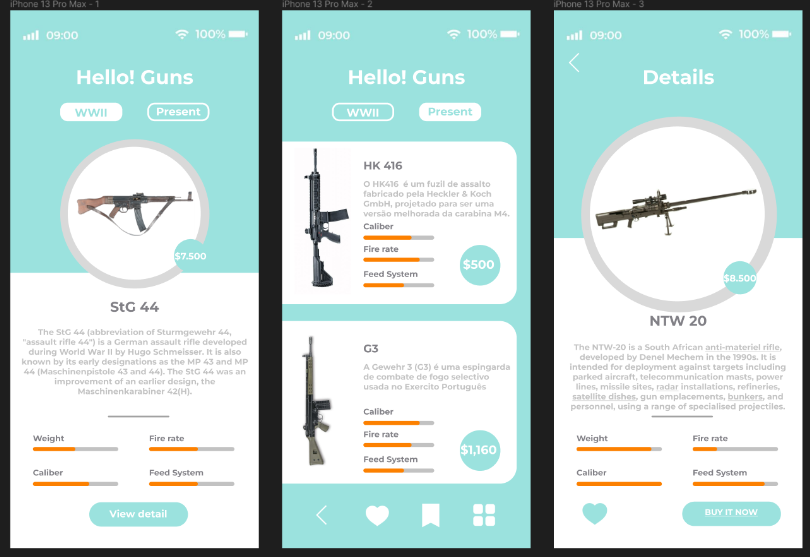 iPhone 13 Pro Max - 1
09:00
100%
Hello! Guns
WWII
Present
$7.500
StG 44
The StG 44 (abbreviation of Sturmgewehr 44,
"assault rifle 44") is a German assault rifle developed
during World War II by Hugo Schmeisser. It is also
known by its early designations as the MP 43 and MP
44 (Maschinenpistole 43 and 44). The StG 44 was an
improvement of an earlier design, the
Maschinenkarabiner 42(H).
Weight
Fire rate
Caliber
Feed System
View detail
iPhone 13 Pro Max - 2
09:00
100%
Hello! Guns
WWII
Present
HK 416
O HK416 é um fuzil de assalto
fabricado pela Heckler & Koch
GmbH, projetado para ser uma
versão melhorada da carabina M4.
Caliber
Fire rate
Feed System
$500
G3
A Gewehr 3 (G3) é uma espingarda
de combate de fogo selectivo
usada no Exercito Português
Caliber
Fire rate
Feed System
$1,160
iPhone 13 Pro Max - 3
09:00
100%
Details
$8.500
NTW 20
The NTW-20 is a South African anti-materiel rifle,
developed by Denel Mechem in the 1990s. It is
intended for deployment against targets including
parked aircraft, telecommunication masts, power
lines, missile sites, radar installations, refineries,
satellite dishes, gun emplacements, bunkers, and
personnel, using a range of specialised projectiles.
Weight
Fire rate
Caliber
Feed System
BUY IT NOW